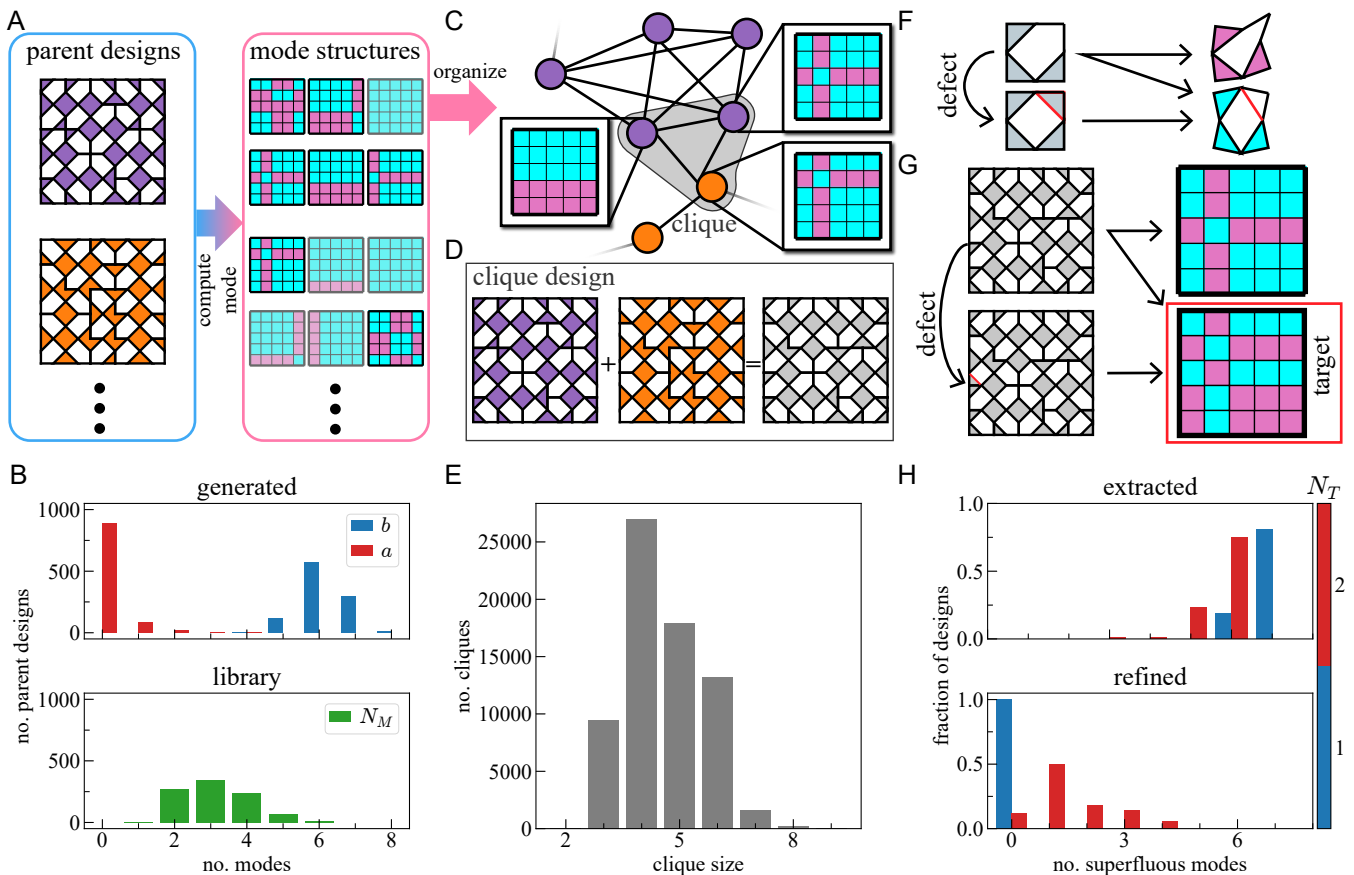 A
parent designs
compute
mode
mode structures
organize
C
clique
D
clique design
+
=
F
defect
G
defect
target
B
generated
1000
500
0
b
a
library
1000
500
0
N_M
no. parent designs
0
2
4
6
8
no. modes
E
25000
20000
15000
10000
5000
0
no. cliques
2
5
8
clique size
H
extracted
1.0
0.5
0.0
refined
1.0
0.5
0.0
fraction of designs
0
3
6
no. superfluous modes
N_T
2
1